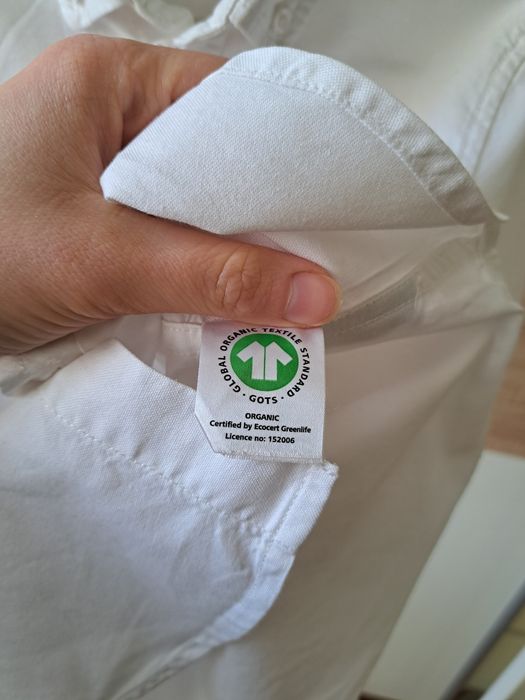 GLOBAL ORGANIC TEXTILE STANDARD
· GOTS ·
ORGANIC
Certified by Ecocert Greenlife
Licence no: 152006